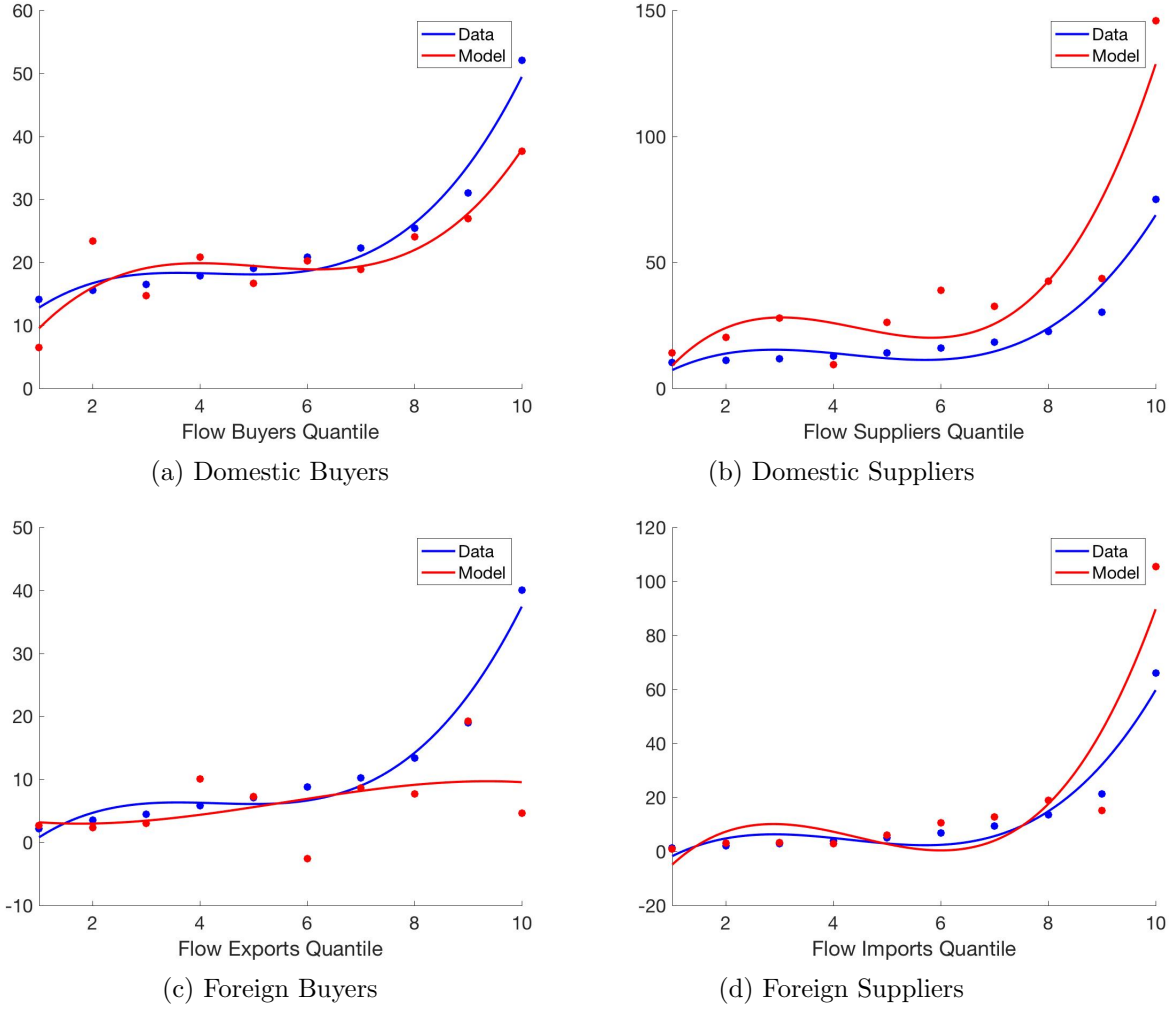 60
50
40
30
20
10
0
Data
Model
2 4 6 8 10
Flow Buyers Quantile
(a) Domestic Buyers
150
100
50
0
Data
Model
2 4 6 8 10
Flow Suppliers Quantile
(b) Domestic Suppliers
50
40
30
20
10
0
-10
Data
Model
2 4 6 8 10
Flow Exports Quantile
(c) Foreign Buyers
120
100
80
60
40
20
0
-20
Data
Model
2 4 6 8 10
Flow Imports Quantile
(d) Foreign Suppliers